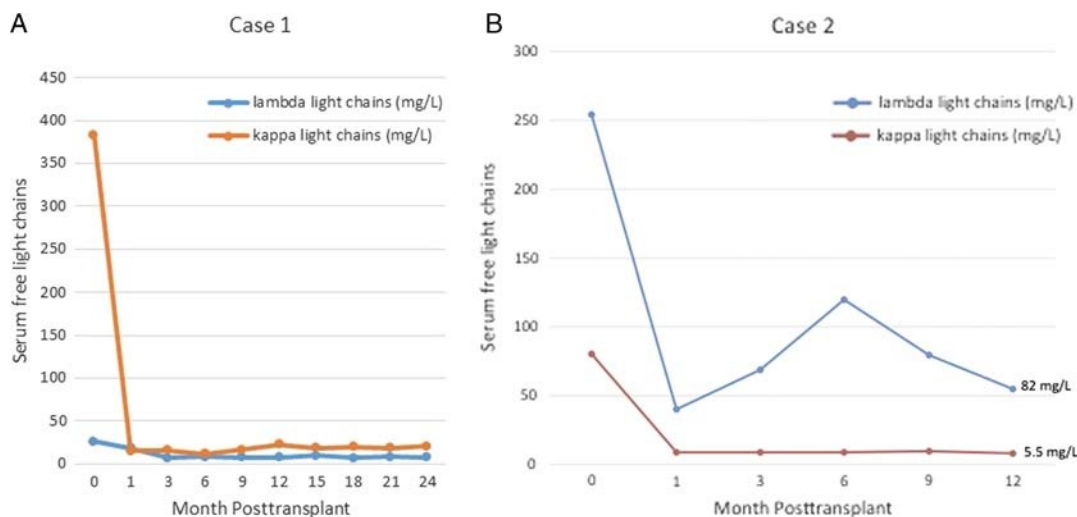 A
Case 1
450
400
350
300
250
200
150
100
50
0
lambda light chains (mg/L)
kappa light chains (mg/L)
Serum free light chains
0 1 3 6 9 12 15 18 21 24
Month Posttransplant
B
Case 2
300
250
200
150
100
50
0
lambda light chains (mg/L)
kappa light chains (mg/L)
82 mg/L
5.5 mg/L
Serum free light chains
0 1 3 6 9 12
Month Posttransplant